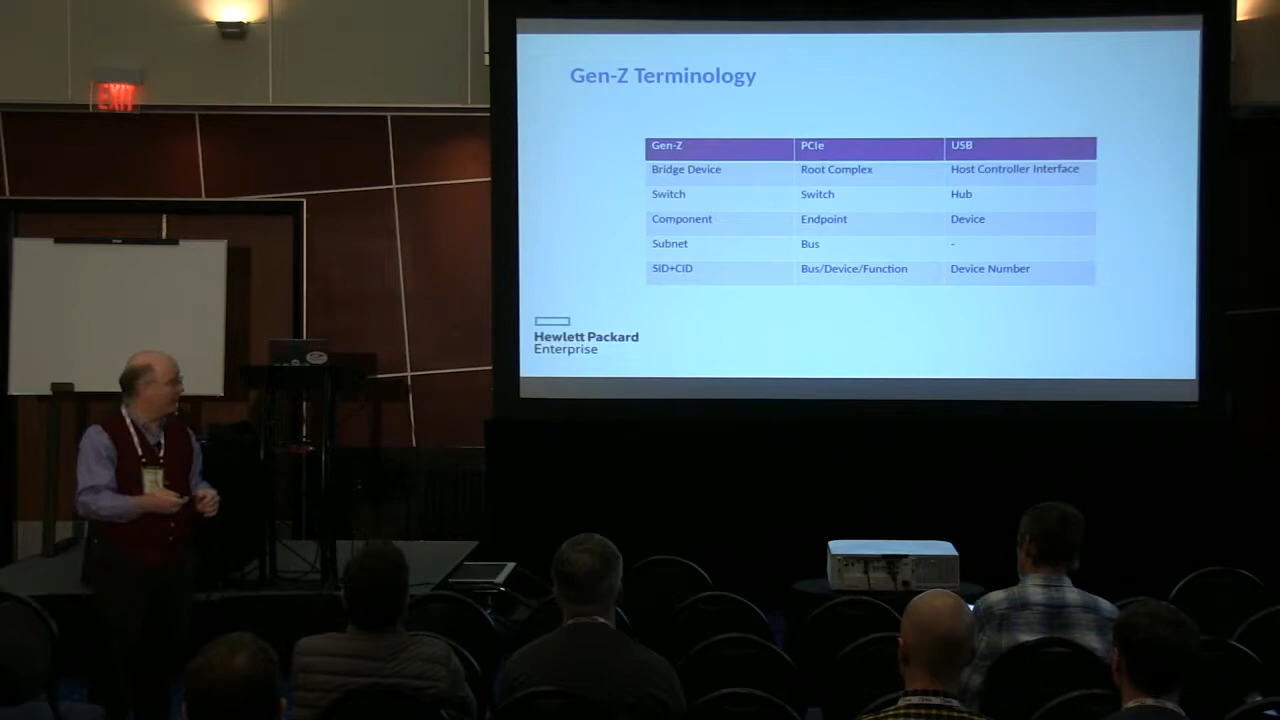 EXIT
Gen-Z Terminology
Gen-Z PCIe USB
Bridge Device Root Complex Host Controller Interface
Switch Switch Hub
Component Endpoint Device
Subnet Bus -
SID+CID Bus/Device/Function Device Number
Hewlett Packard
Enterprise